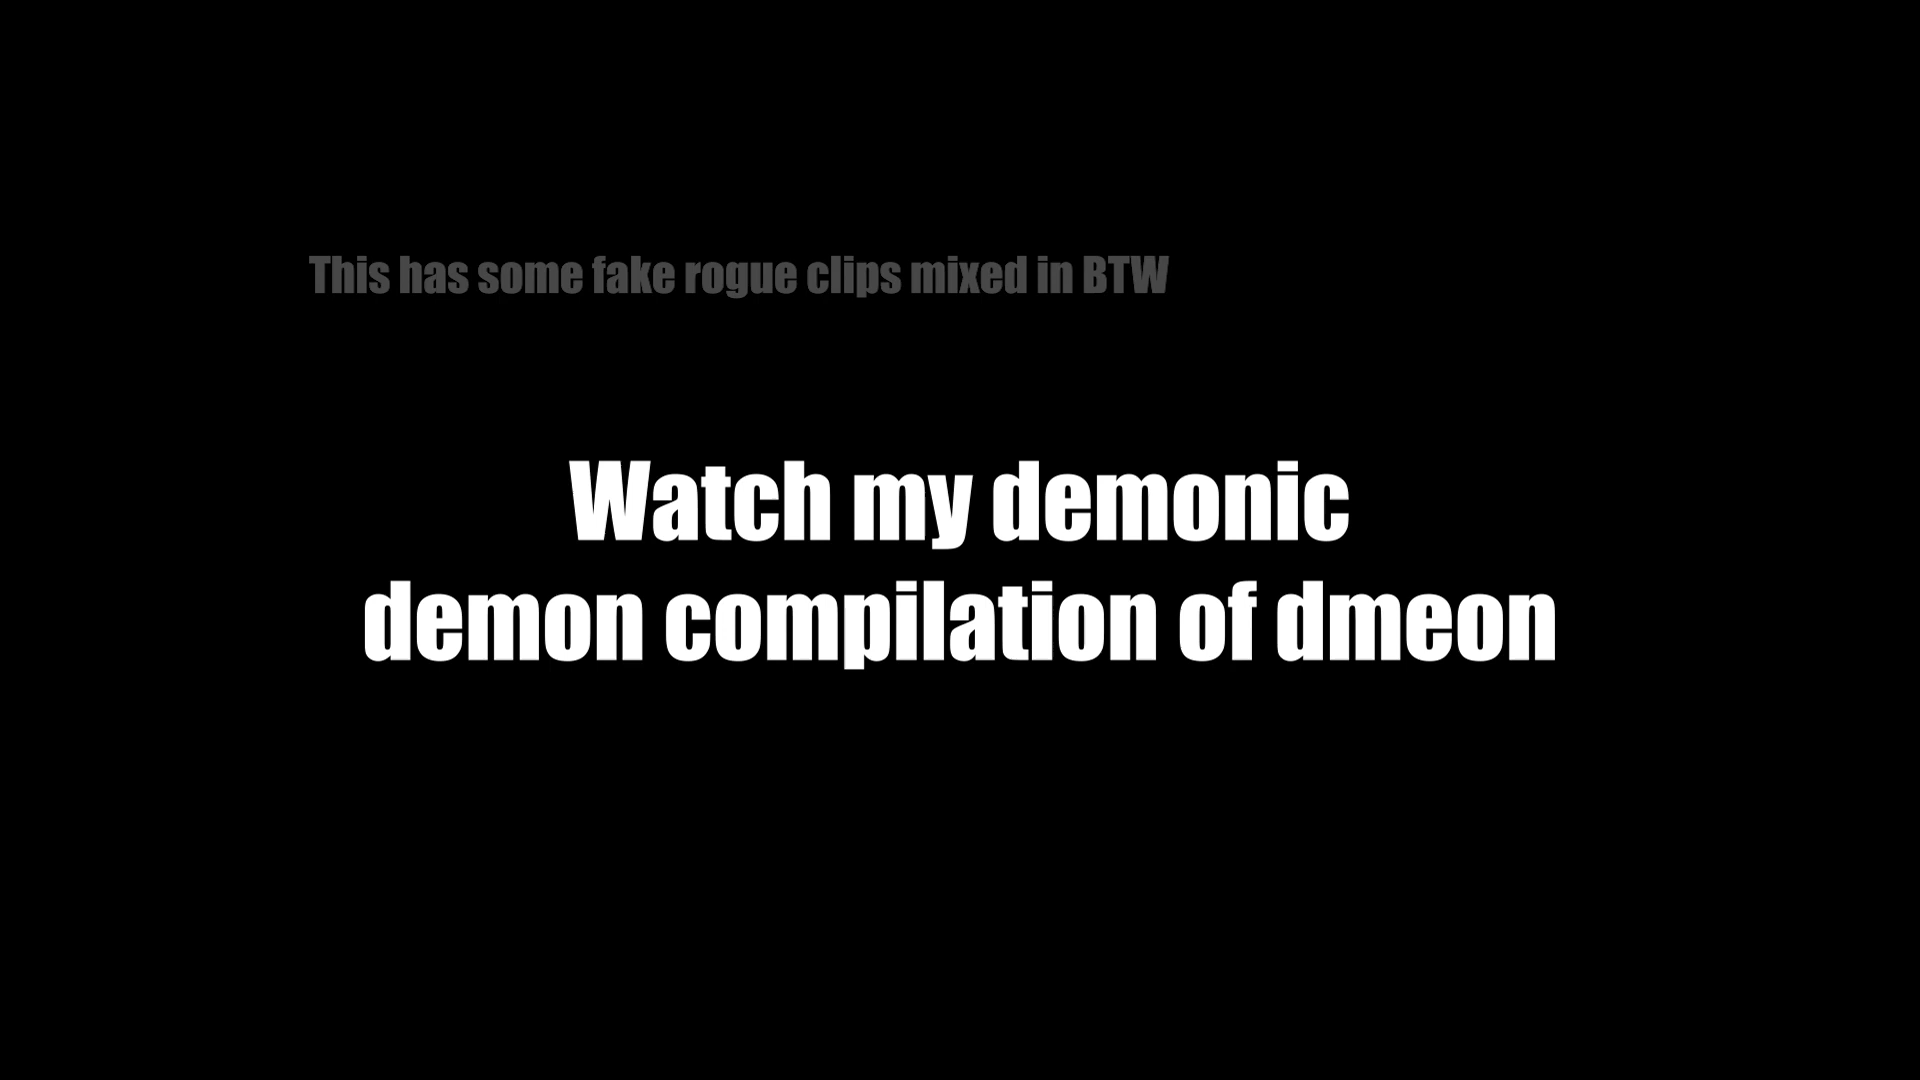 This has some fake rogue clips mixed in BTW
Watch my demonic
demon compilation of dmeon